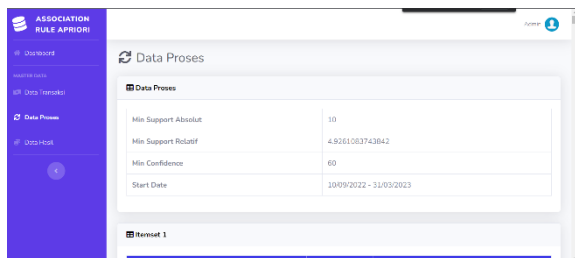 ASSOCIATION
RULE APRIORI
Admin
Dashboard
Data Proses
MASTER DATA
Data Proses
Data Transaksi
Min Support Absolut 10
Data Proses
Min Support Relatif 4.9261083743842
Data Hasil
Min Confidence 60
Start Date 10/09/2022 - 31/03/2023
Itemset 1